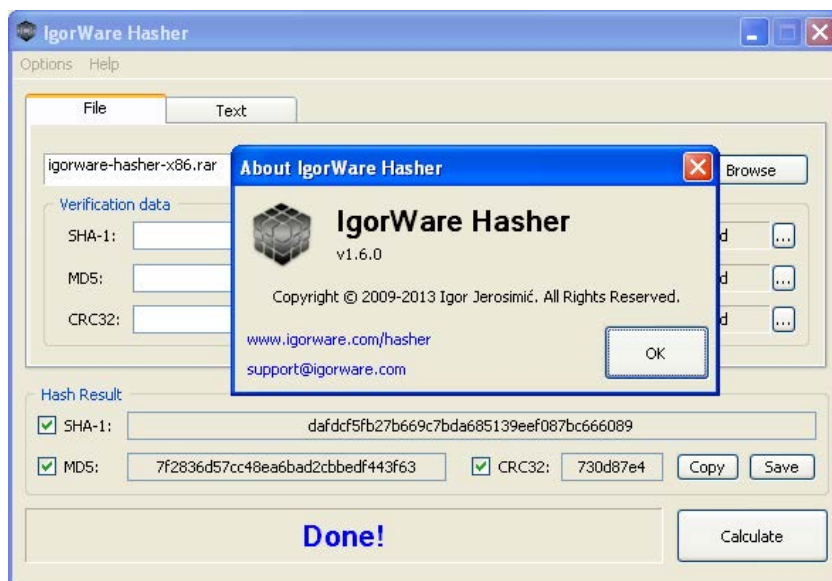 IgorWare Hasher
Options Help
File Text
igorware-hasher-x86.rar
Browse
About IgorWare Hasher
IgorWare Hasher
v1.6.0
Copyright © 2009-2013 Igor Jerosimić. All Rights Reserved.
www.igorware.com/hasher
support@igorware.com
OK
Verification data
SHA-1: d ...
MD5: d ...
CRC32: d ...
Hash Result
SHA-1: dafdcf5fb27b669c7bda685139eef087bc666089
MD5: 7f2836d57cc48ea6bad2cbbedf443f63 CRC32: 730d87e4 Copy Save
Done! Calculate